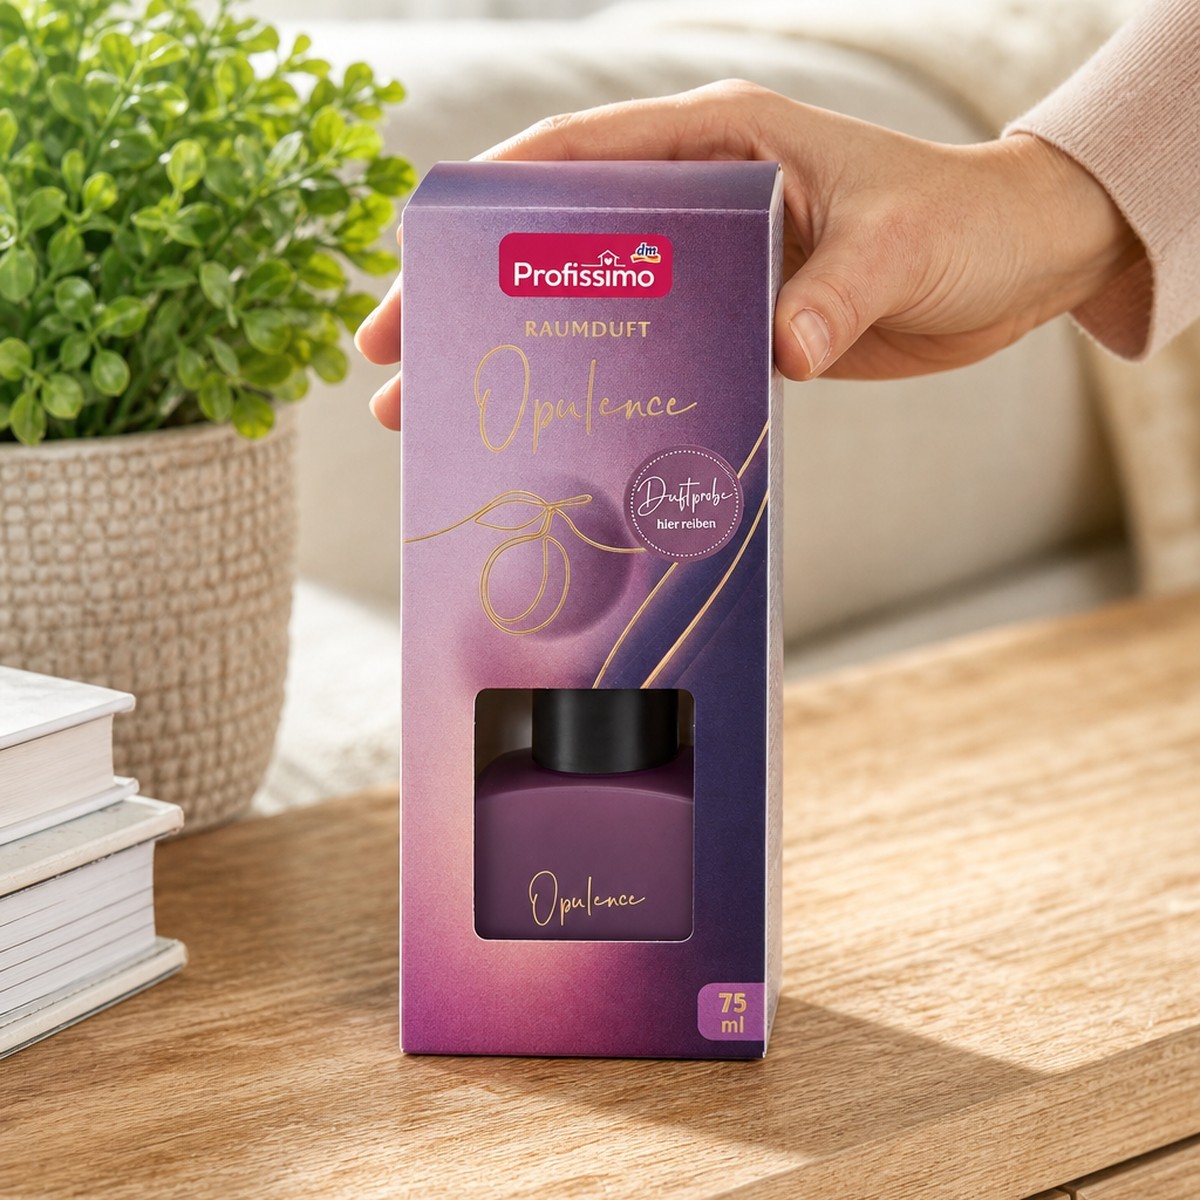 dm
Profissimo
RAUMDUFT
Opulence
Duftprobe
hier reiben
Opulence
75
ml